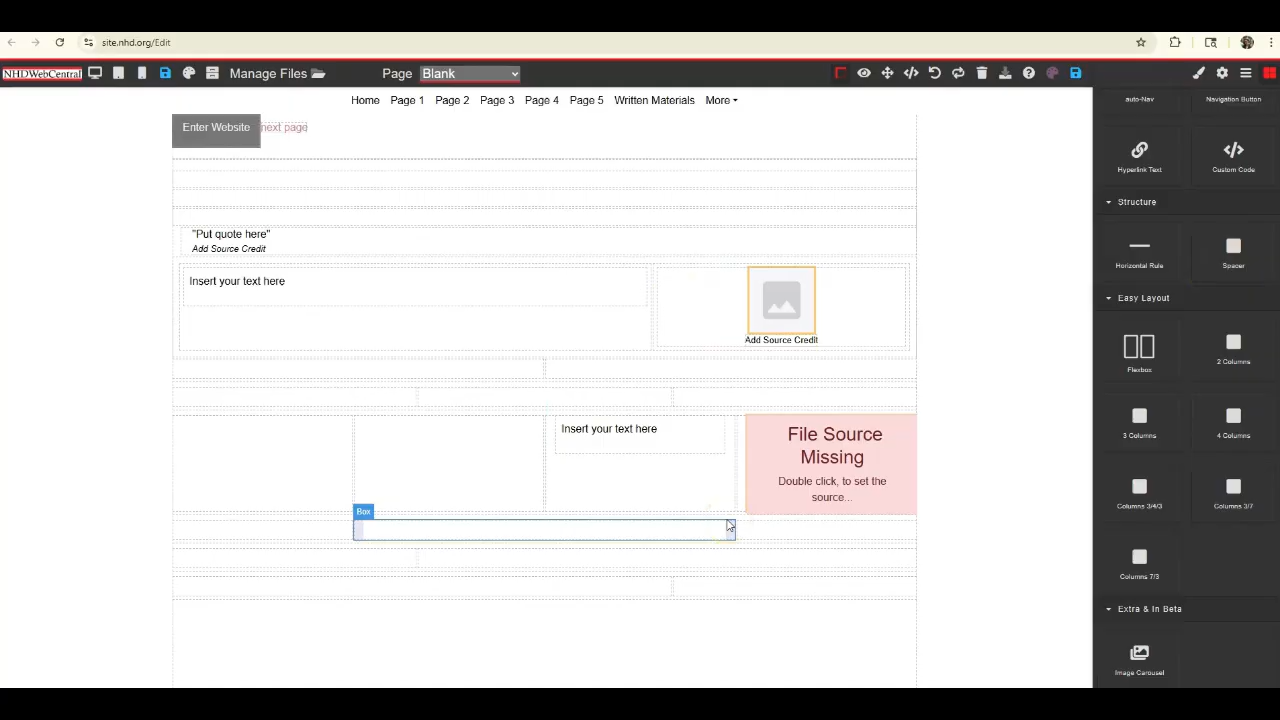 site.nhd.org/Edit
NHDWebCentral Manage Files Page Blank
Home Page 1 Page 2 Page 3 Page 4 Page 5 Written Materials More
auto-Nav Navigation Button
Enter Website next page
Hyperlink Text Custom Code
Structure
"Put quote here"
Add Source Credit
Horizontal Rule Spacer
Insert your text here
Easy Layout
Add Source Credit
Flexbox 2 Columns
Insert your text here
File Source
Missing
Double click, to set the
source...
3 Columns 4 Columns
Columns 3/4/3 Columns 3/7
Box
Columns 7/3
Extra & In Beta
Image Carousel